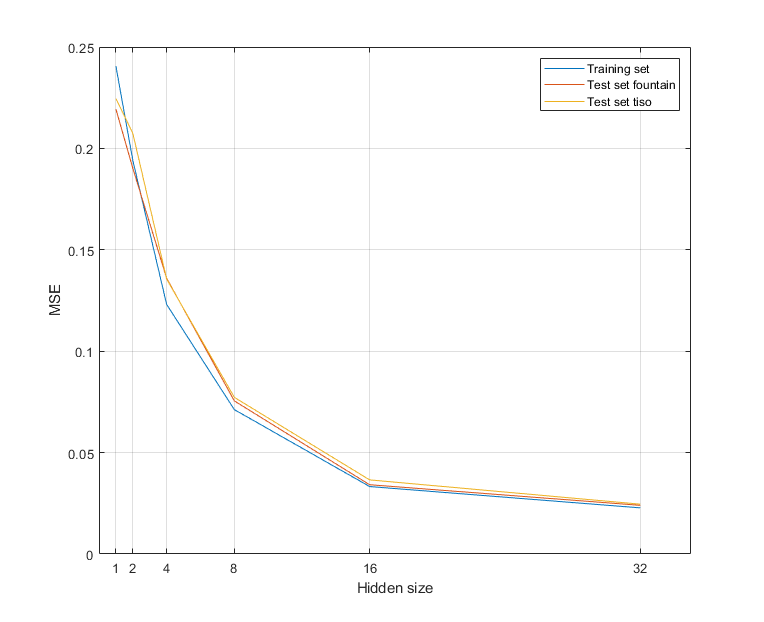 0.25
0.2
0.15
0.1
0.05
0
MSE
1 2 4 8 16 32
Hidden size
Training set
Test set fountain
Test set tiso